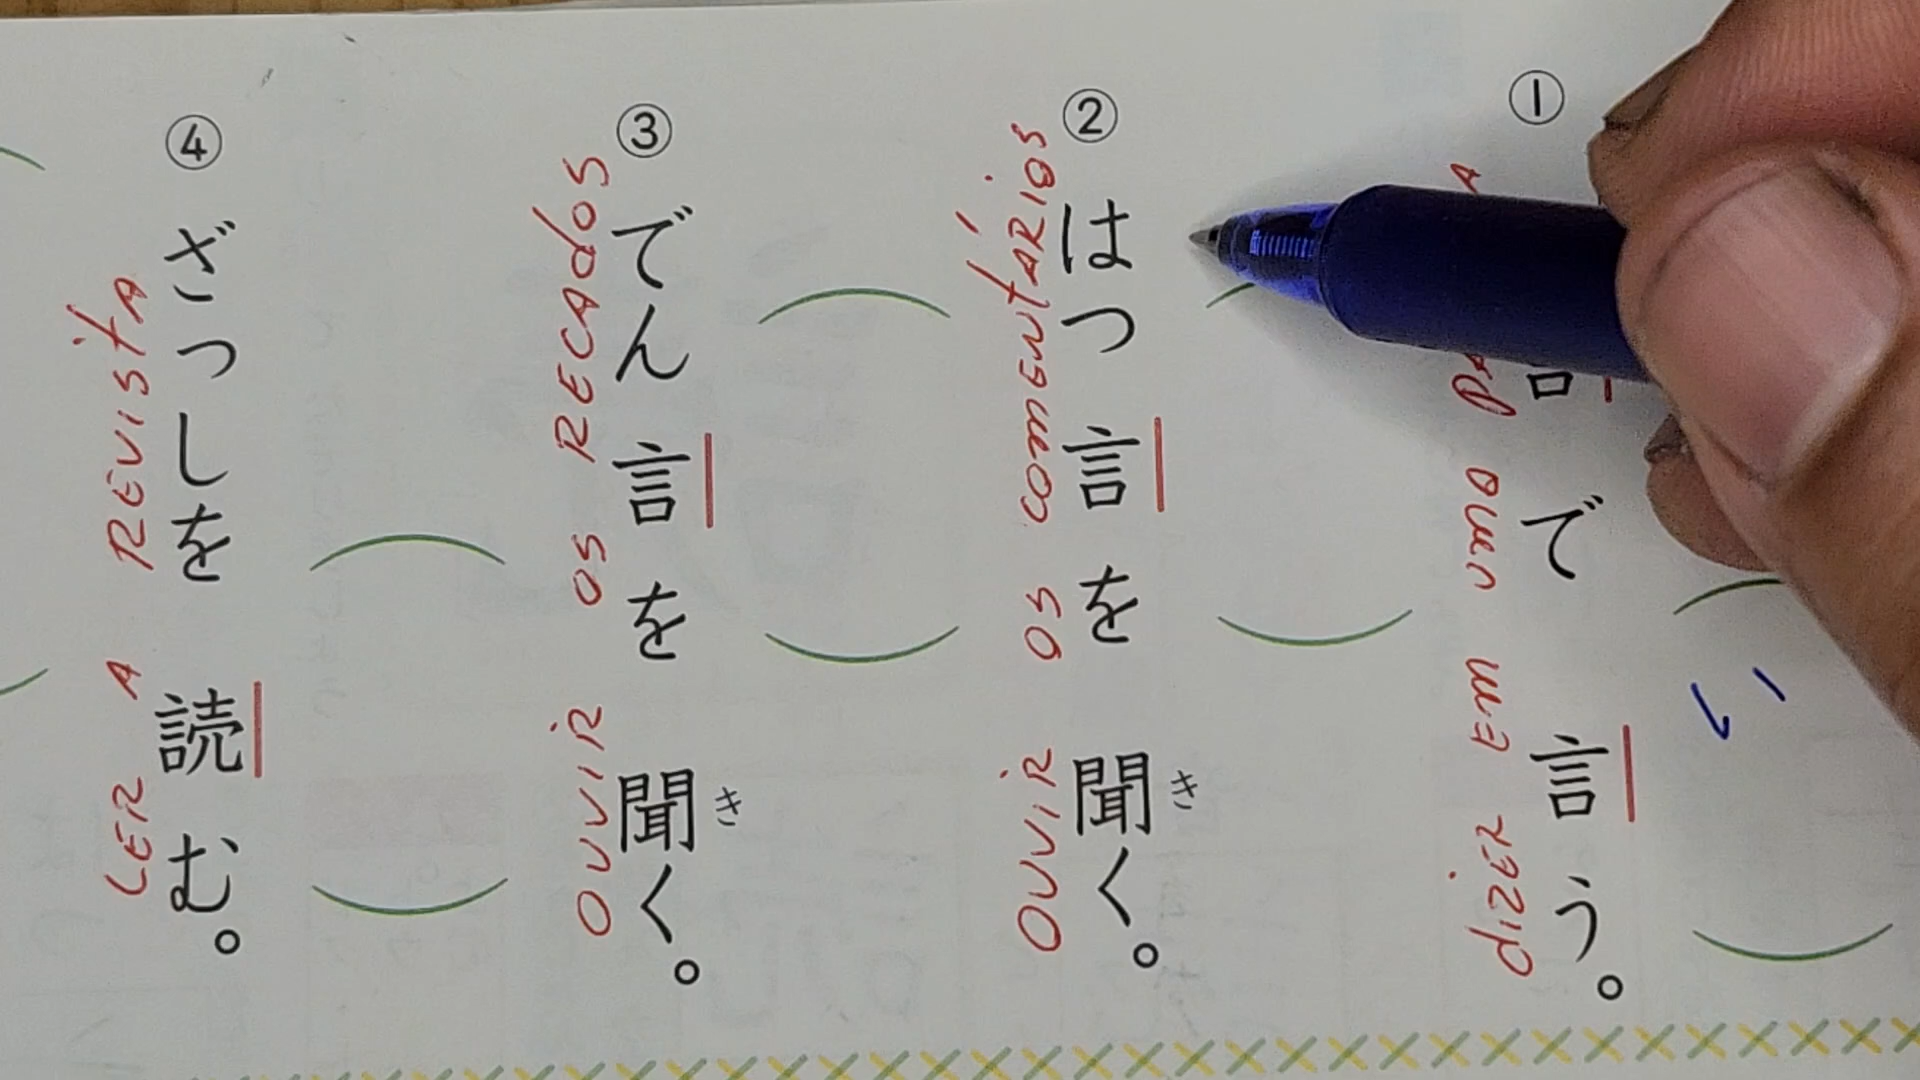 い
① で言う。
dizER Em umA
② はつ言を聞く。
き
OUVIR OS COMENTÁRIOS
③ でん言を聞く。
き
OUVIR OS RECAdOS
④ ざっしを読む。
LER A REVISTA